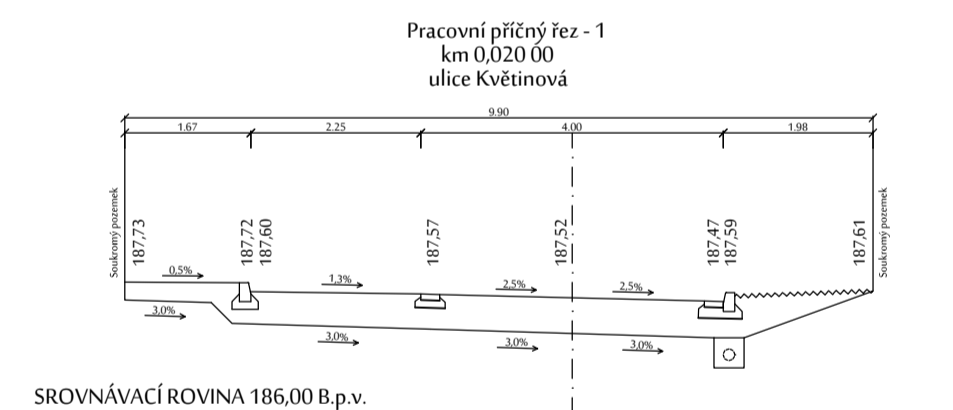 Pracovní příčný řez - 1
km 0,020 00
ulice Květinová
9.90
1.67 2.25 4.00 1.98
Soukromý pozemek
187,73
187,72
187,60
187,57
187,52
187,47
187,59
187,61
Soukromý pozemek
0,5% 1,3% 2,5% 2,5%
3,0% 3,0% 3,0% 3,0%
SROVNÁVACÍ ROVINA 186,00 B.p.v.